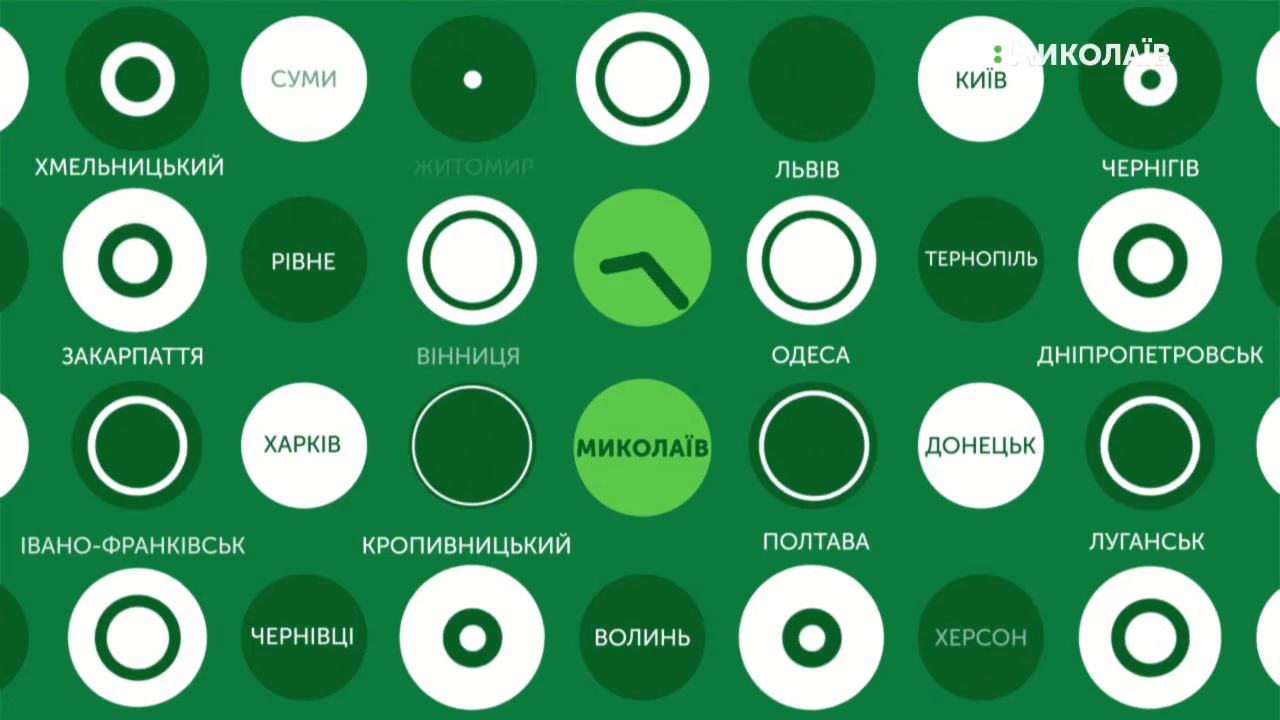 МИКОЛАЇВ
СУМИ
КИЇВ
ХМЕЛЬНИЦЬКИЙ
ЖИТОМИР
ЛЬВІВ
ЧЕРНІГІВ
РІВНЕ
ТЕРНОПІЛЬ
ЗАКАРПАТТЯ
ВІННИЦЯ
ОДЕСА
ДНІПРОПЕТРОВСЬК
ХАРКІВ
МИКОЛАЇВ
ДОНЕЦЬК
ІВАНО-ФРАНКІВСЬК
КРОПИВНИЦЬКИЙ
ПОЛТАВА
ЛУГАНСЬК
ЧЕРНІВЦІ
ВОЛИНЬ
ХЕРСОН